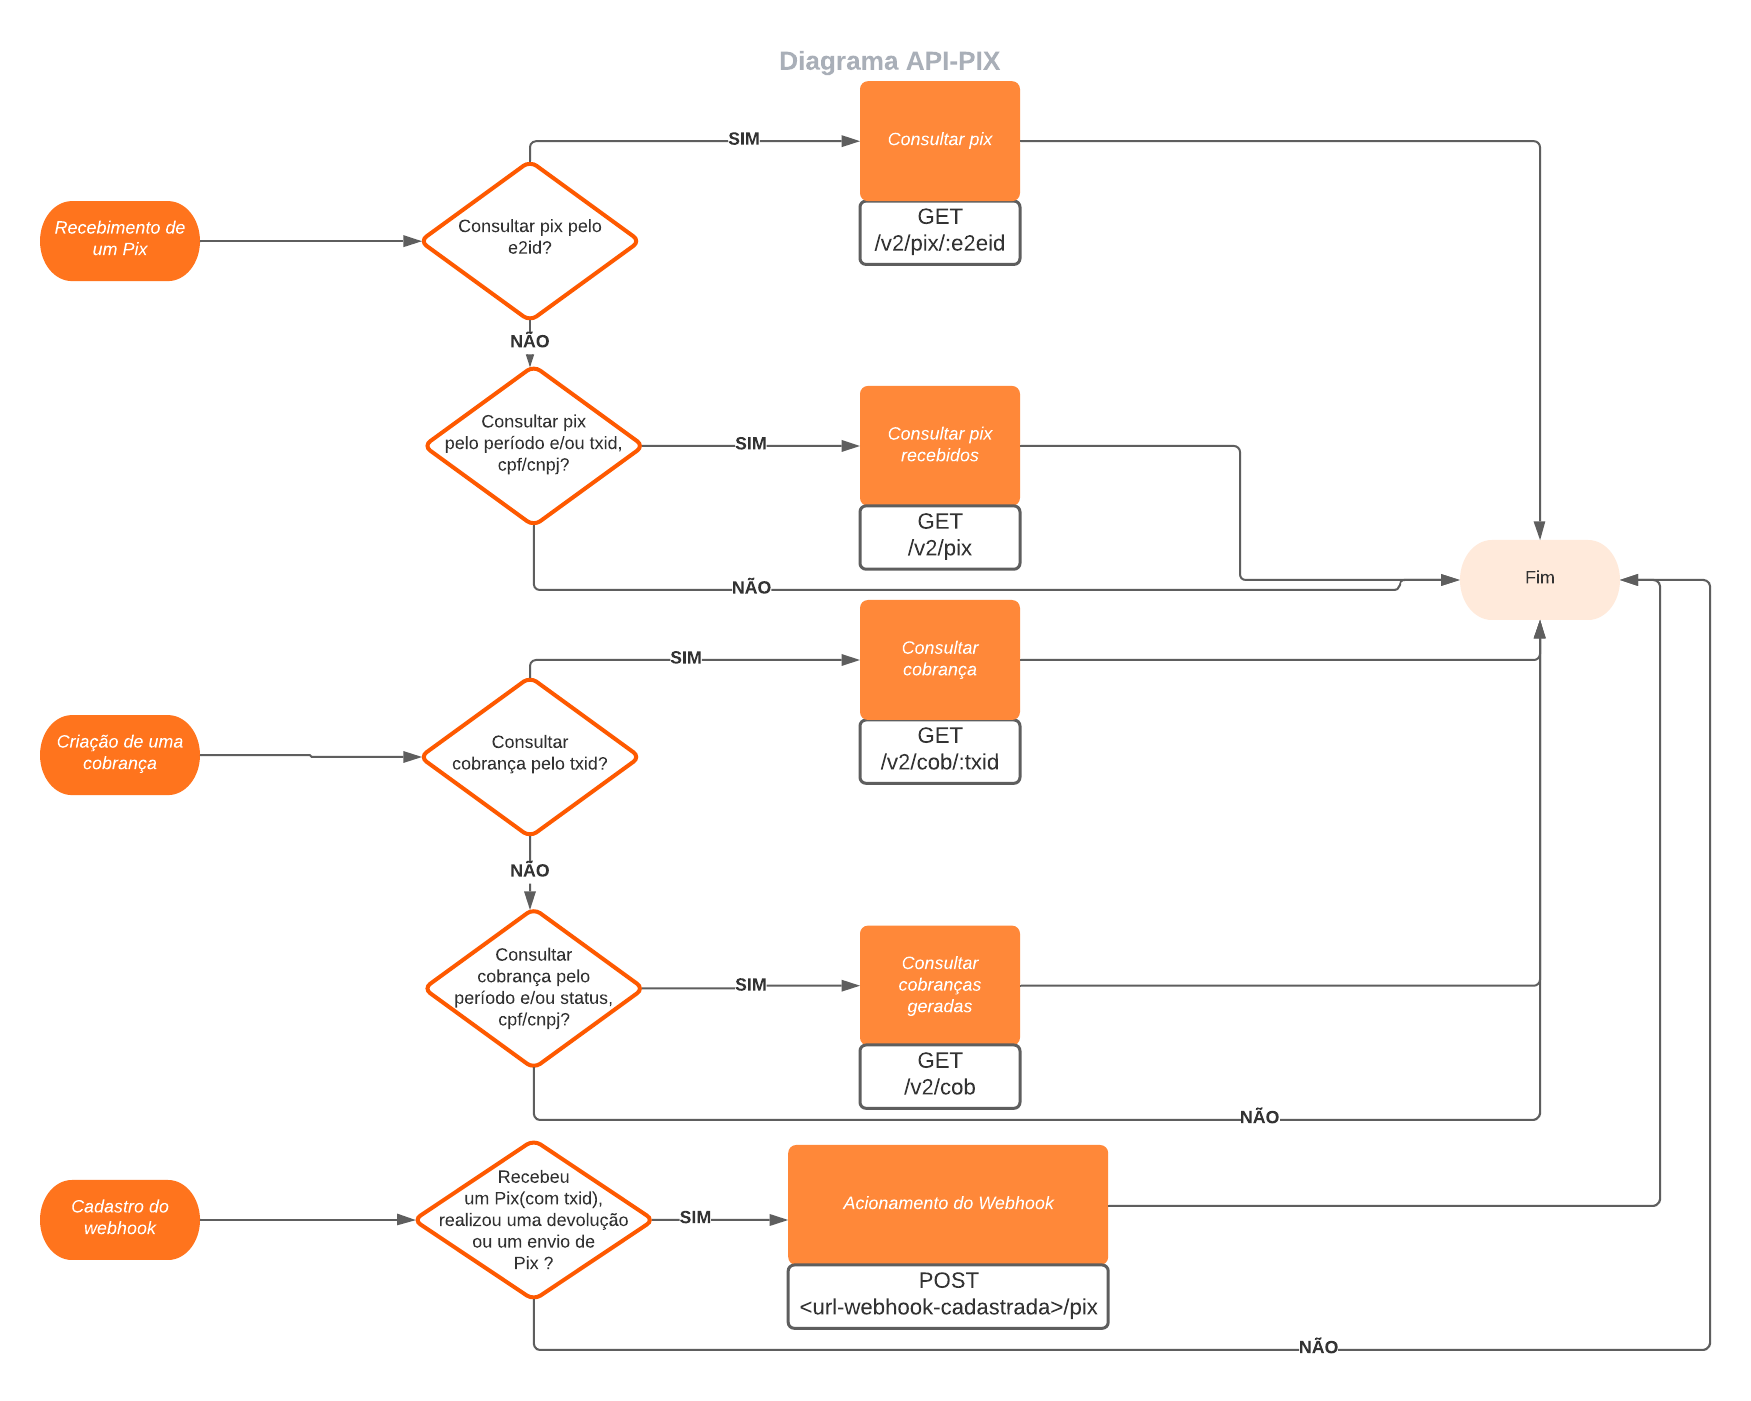 Diagrama API-PIX
SIM
Consultar pix
GET
/v2/pix/:e2eid
Recebimento de
um Pix
Consultar pix pelo
e2id?
NÃO
Consultar pix
pelo período e/ou txid,
cpf/cnpj?
SIM
Consultar pix
recebidos
GET
/v2/pix
NÃO
Fim
SIM
Consultar
cobrança
GET
/v2/cob/:txid
Criação de uma
cobrança
Consultar
cobrança pelo txid?
NÃO
Consultar
cobrança pelo
período e/ou status,
cpf/cnpj?
SIM
Consultar
cobranças
geradas
GET
/v2/cob
NÃO
Cadastro do
webhook
Recebeu
um Pix(com txid),
realizou uma devolução
ou um envio de
Pix ?
SIM
Acionamento do Webhook
POST
<url-webhook-cadastrada>/pix
NÃO